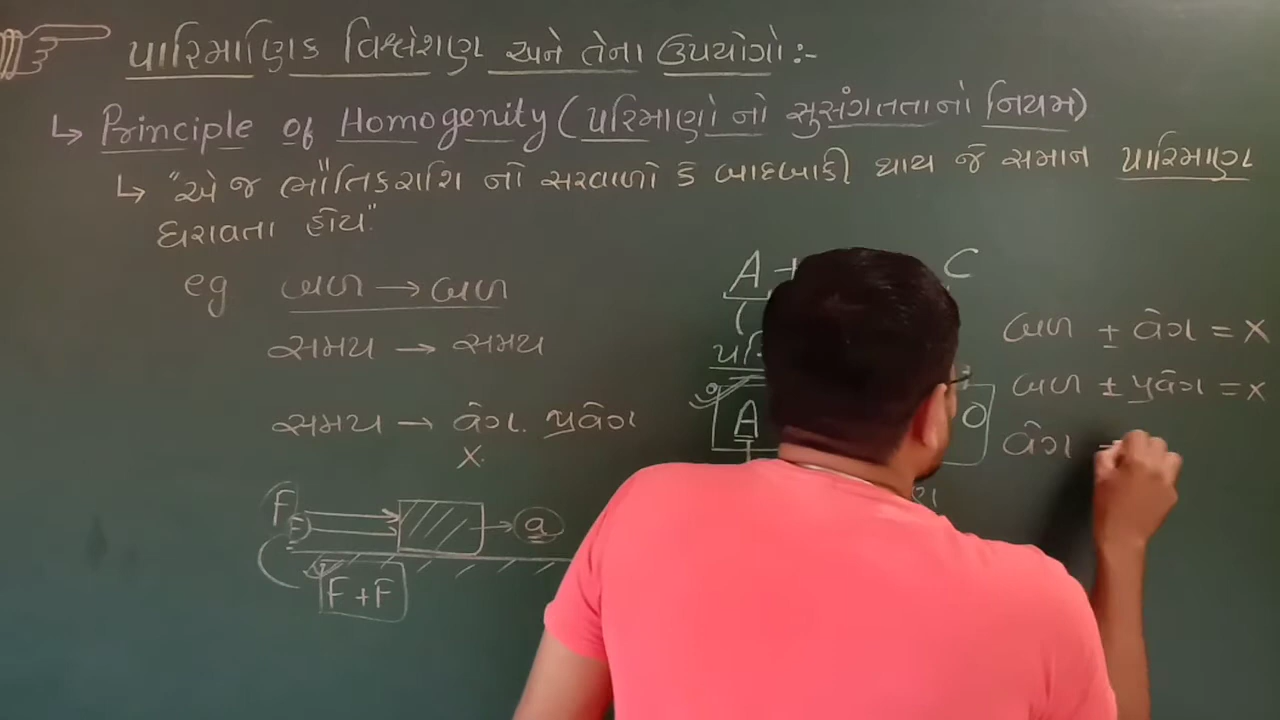 પારિમાણિક વિશ્લેષણ અને તેના ઉપયોગો:-
↳ Principle of Homogenity (પરિમાણો નો સુસંગતતાનો નિયમ)
↳ "એ જ ભૌતિકરાશિ નો સરવાળો કે બાદબાકી થાય જે સમાન પારિમાણ
ધરાવતા હોય"
eg બળ → બળ
સમય → સમય
સમય → વેગ. પ્રવેગ
X
F
F
a
F + F
A +
C
(
પરિ
A
O
બળ ± વેગ = X
બળ ± પ્રવેગ = X
વેગ